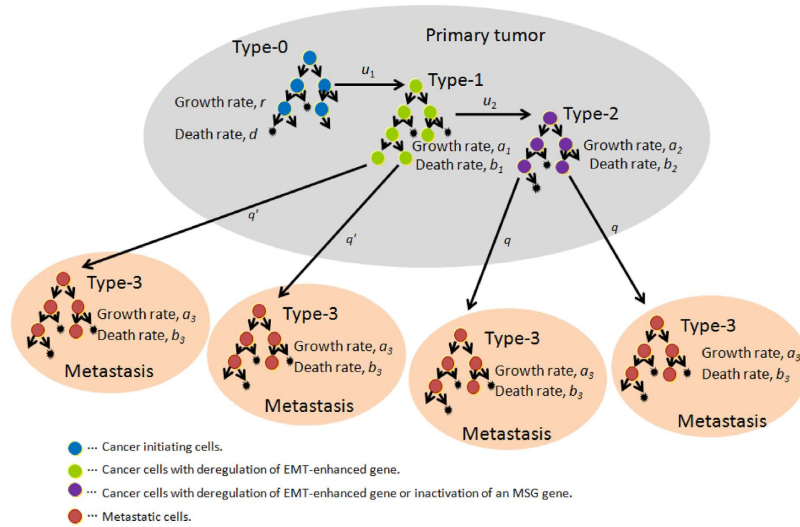 Primary tumor
Type-0
u1
Type-1
Growth rate, r
Death rate, d
u2
Type-2
Growth rate, a1
Death rate, b1
Growth rate, a2
Death rate, b2
q'
q'
q
q
Type-3
Growth rate, a3
Death rate, b3
Metastasis
Type-3
Growth rate, a3
Death rate, b3
Metastasis
Type-3
Growth rate, a3
Death rate, b3
Metastasis
Type-3
Growth rate, a3
Death rate, b3
Metastasis
… Cancer initiating cells.
… Cancer cells with deregulation of EMT-enhanced gene.
… Cancer cells with deregulation of EMT-enhanced gene or inactivation of an MSG gene.
… Metastatic cells.